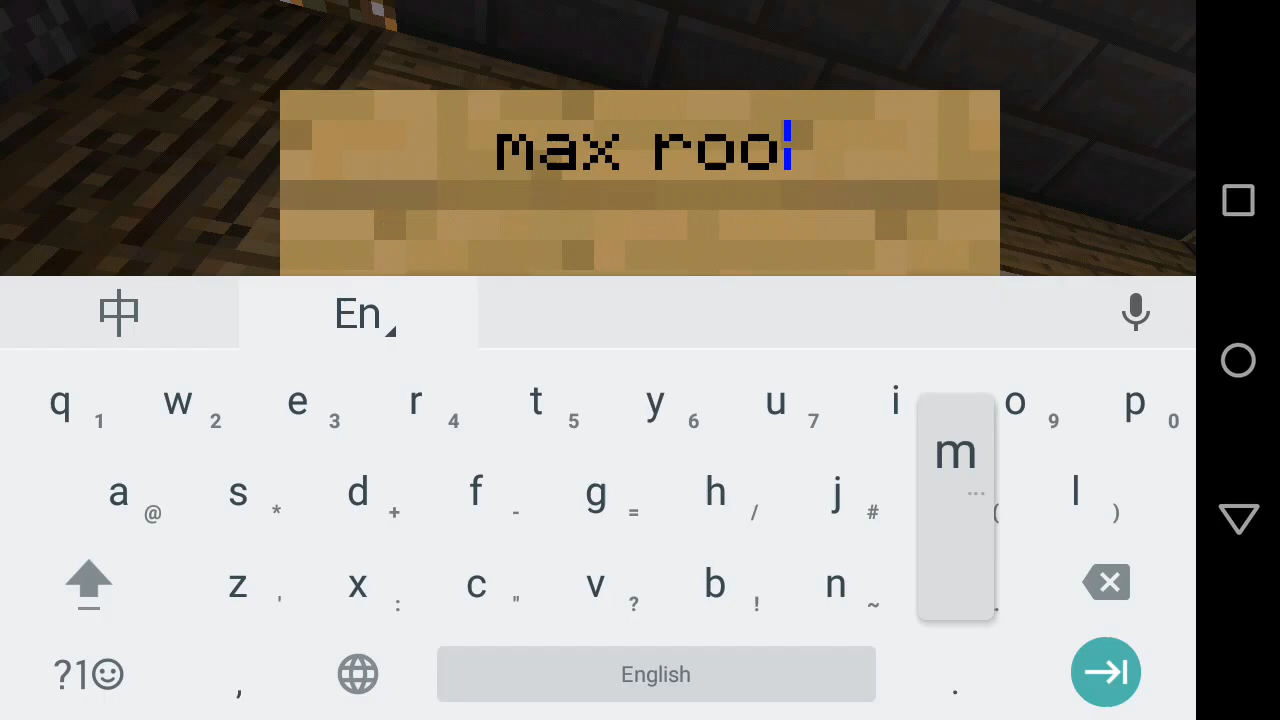 max roo
中 En
q 1 w 2 e 3 r 4 t 5 y 6 u 7 i o 9 p 0
m
a @ s * d + f - g = h / j # ( l )
z ' x : c " v ? b ! n ~ .
?1☺ , English .